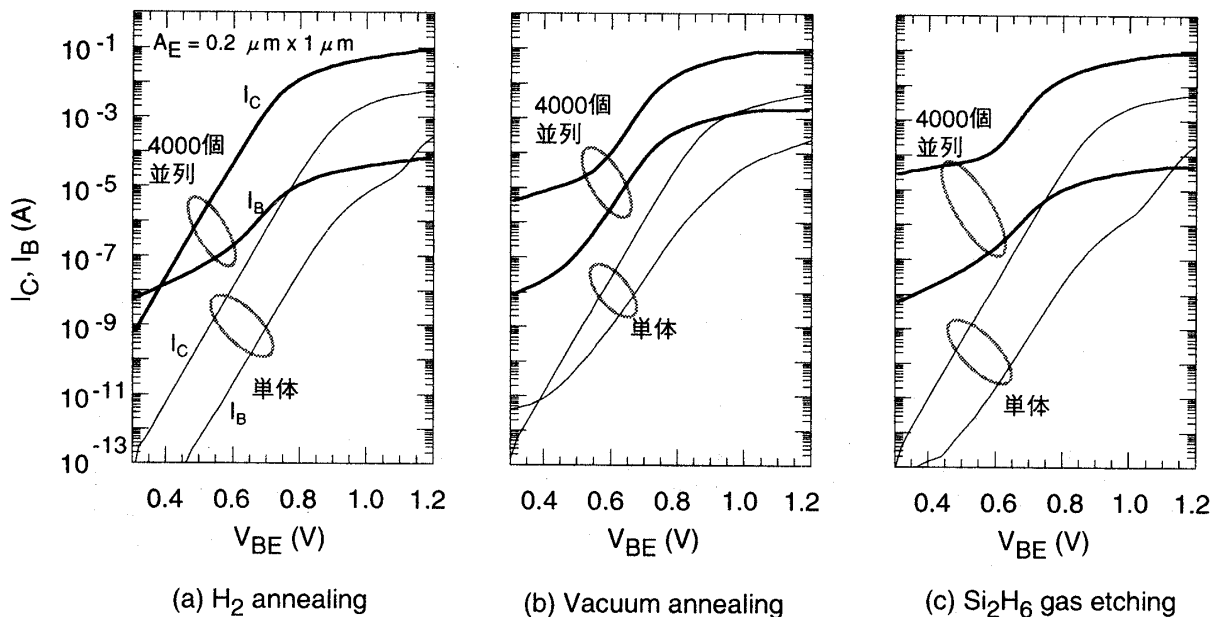 I_C, I_B (A)
10^-1
10^-3
10^-5
10^-7
10^-9
10^-11
10^-13
A_E = 0.2 μm x 1 μm
I_C
4000個
並列
I_B
I_C
単体
I_B
0.4 0.6 0.8 1.0 1.2
V_BE (V)
(a) H_2 annealing
4000個
並列
単体
0.4 0.6 0.8 1.0 1.2
V_BE (V)
(b) Vacuum annealing
4000個
並列
単体
0.4 0.6 0.8 1.0 1.2
V_BE (V)
(c) Si_2H_6 gas etching